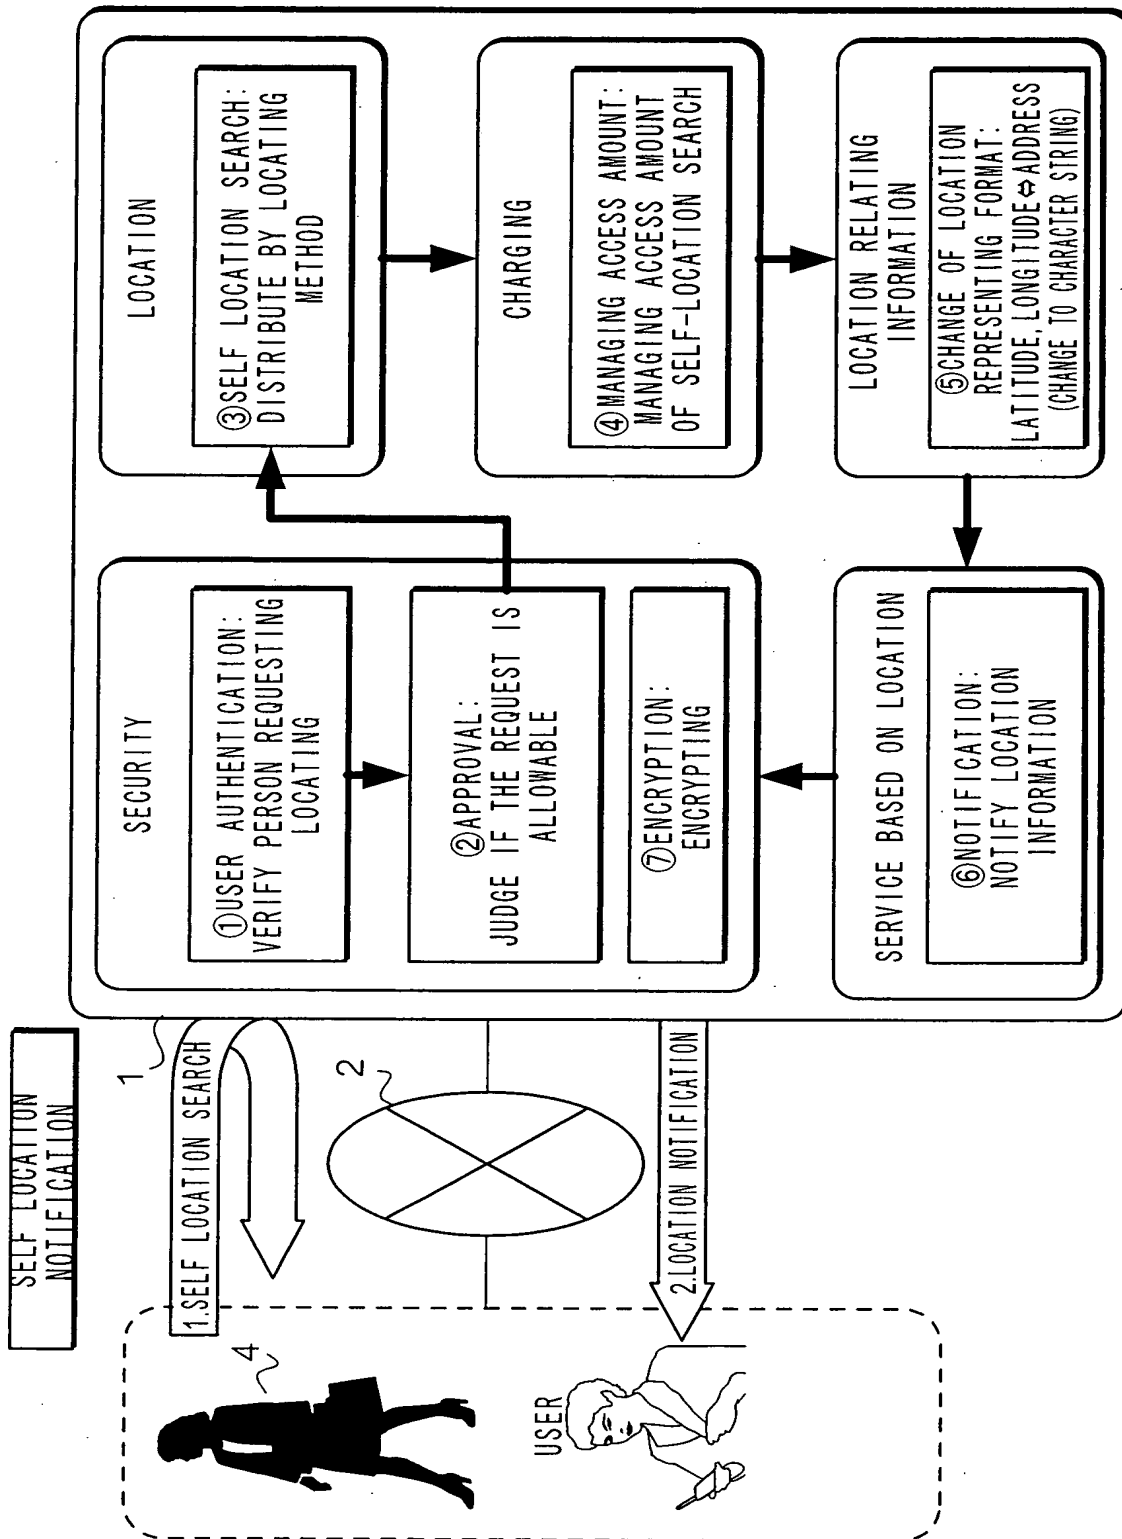 SELF LOCATION
NOTIFICATION
1
1.SELF LOCATION SEARCH
2
2.LOCATION NOTIFICATION
4
USER
SECURITY
①USER AUTHENTICATION:
VERIFY PERSON REQUESTING
LOCATING
②APPROVAL:
JUDGE IF THE REQUEST IS
ALLOWABLE
⑦ENCRYPTION:
ENCRYPTING
LOCATION
③SELF LOCATION SEARCH:
DISTRIBUTE BY LOCATING
METHOD
CHARGING
④MANAGING ACCESS AMOUNT:
MANAGING ACCESS AMOUNT
OF SELF-LOCATION SEARCH
LOCATION RELATING
INFORMATION
⑤CHANGE OF LOCATION
REPRESENTING FORMAT:
LATITUDE,LONGITUDE⇔ADDRESS
(CHANGE TO CHARACTER STRING)
SERVICE BASED ON LOCATION
⑥NOTIFICATION:
NOTIFY LOCATION
INFORMATION